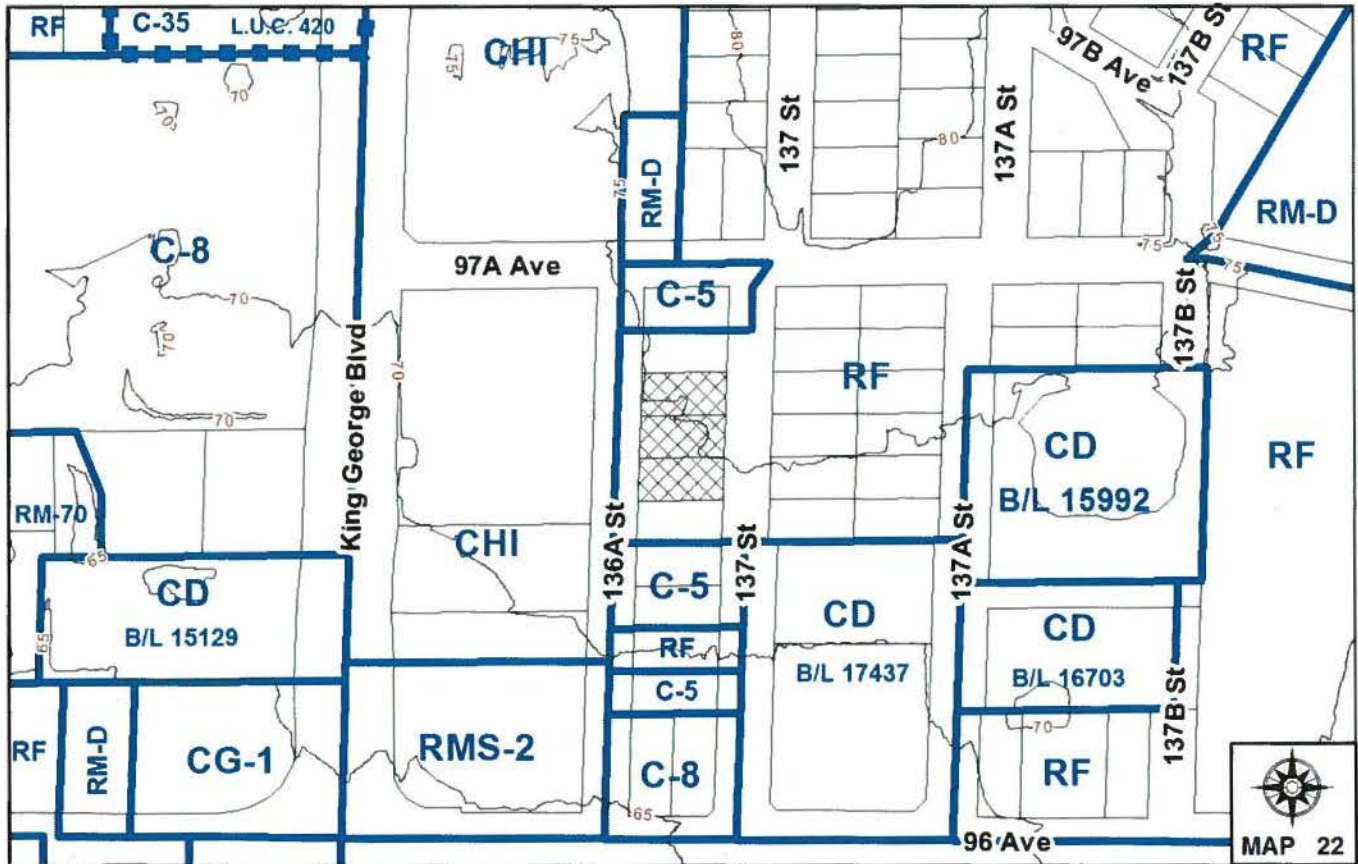 RF
C-35
L.U.C. 420
CHI
75
75
80
137 St
97B Ave
137B St
RF
70
70
80
137A St
75
RM-D
RM-D
C-8
75
75
75
97A Ave
C-5
70
70
King George Blvd
70
RF
137B St
70
CD
B/L 15992
RF
RM-70
65
CHI
136A St
137A St
CD
B/L 15129
65
C-5
137 St
CD
B/L 17437
CD
B/L 16703
RF
C-5
137B St
RF
RM-D
CG-1
RMS-2
C-8
70
RF
65
96 Ave
MAP 22